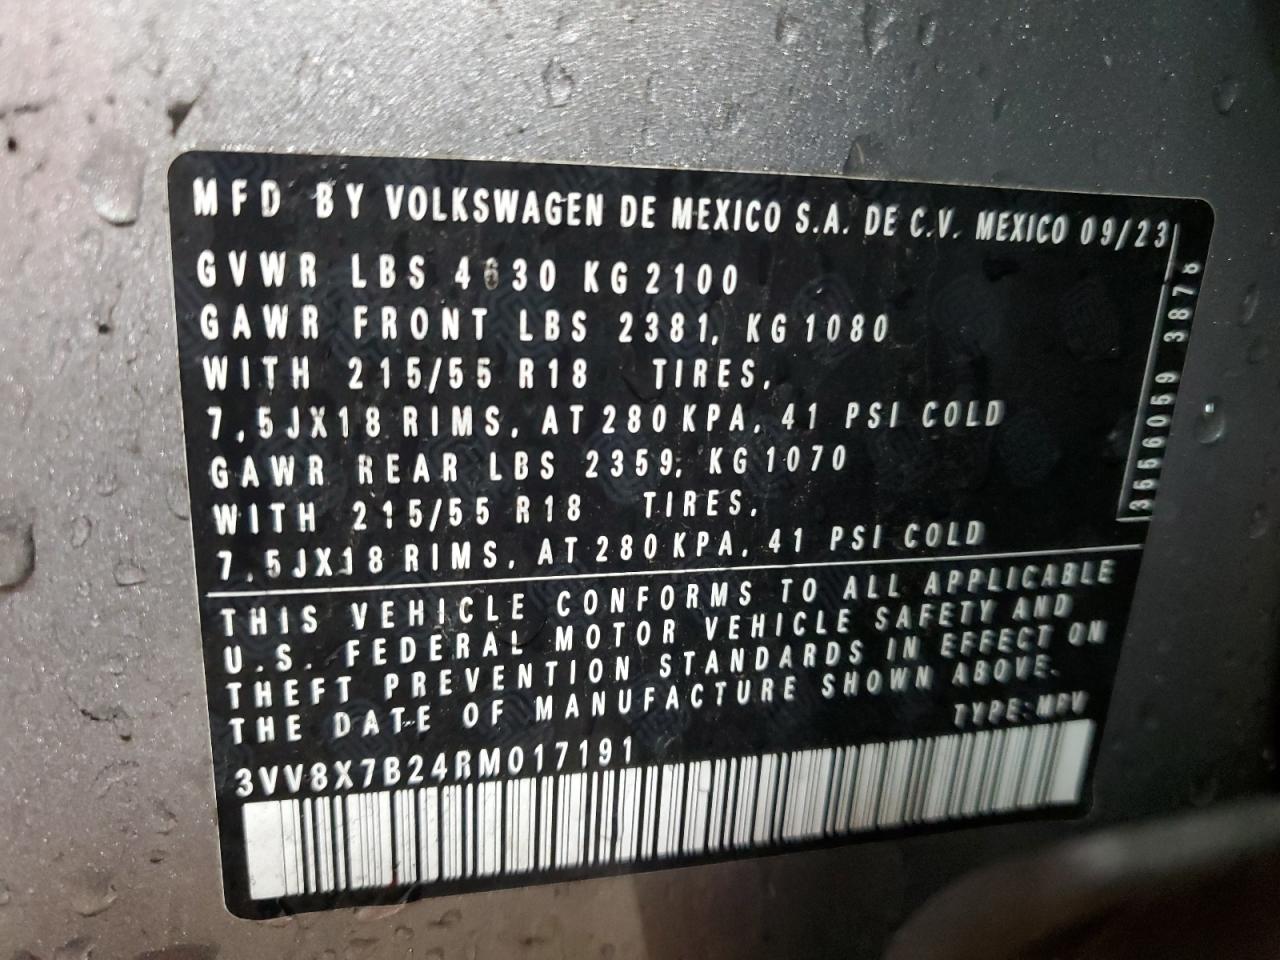 MFD BY VOLKSWAGEN DE MEXICO S.A. DE C.V. MEXICO 09/23
GVWR LBS 4630 KG 2100
GAWR FRONT LBS 2381, KG 1080
WITH 215/55 R18 TIRES,
7,5JX18 RIMS, AT 280 KPA, 41 PSI COLD
GAWR REAR LBS 2359, KG 1070
WITH 215/55 R18 TIRES,
7,5JX18 RIMS, AT 280 KPA, 41 PSI COLD
THIS VEHICLE CONFORMS TO ALL APPLICABLE
U.S. FEDERAL MOTOR VEHICLE SAFETY AND
THEFT PREVENTION STANDARDS IN EFFECT ON
THE DATE OF MANUFACTURE SHOWN ABOVE.
TYPE:MPV
3VV8X7B24RM017191
3656059 3876